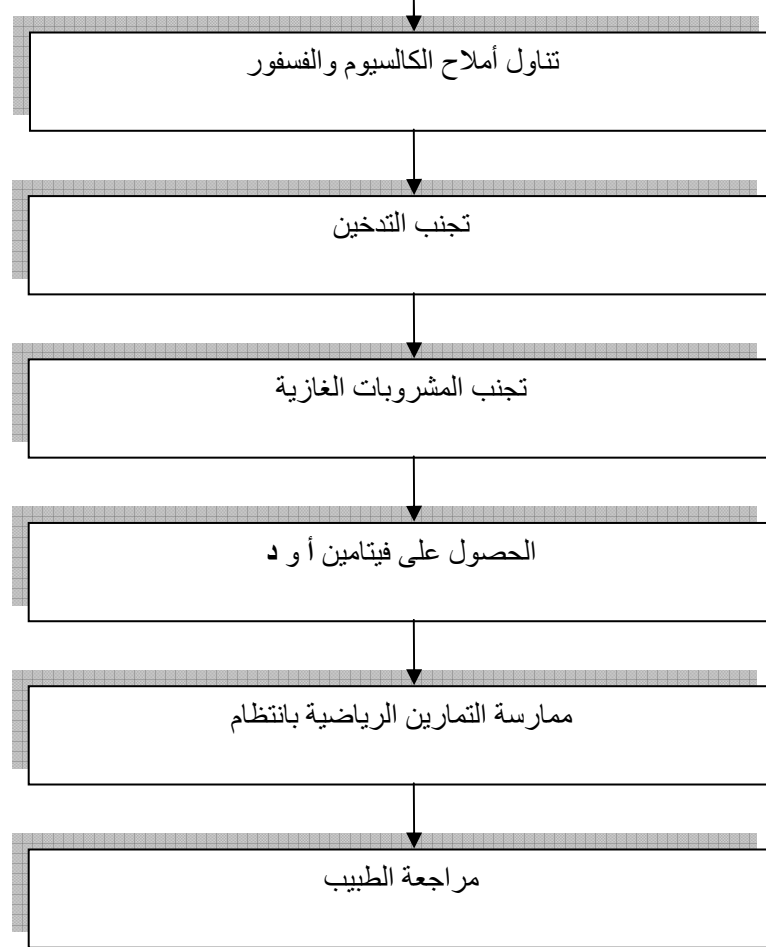 تناول أملاح الكالسيوم والفسفور
تجنب التدخين
تجنب المشروبات الغازية
الحصول على فيتامين أ و د
ممارسة التمارين الرياضية بانتظام
مراجعة الطبيب